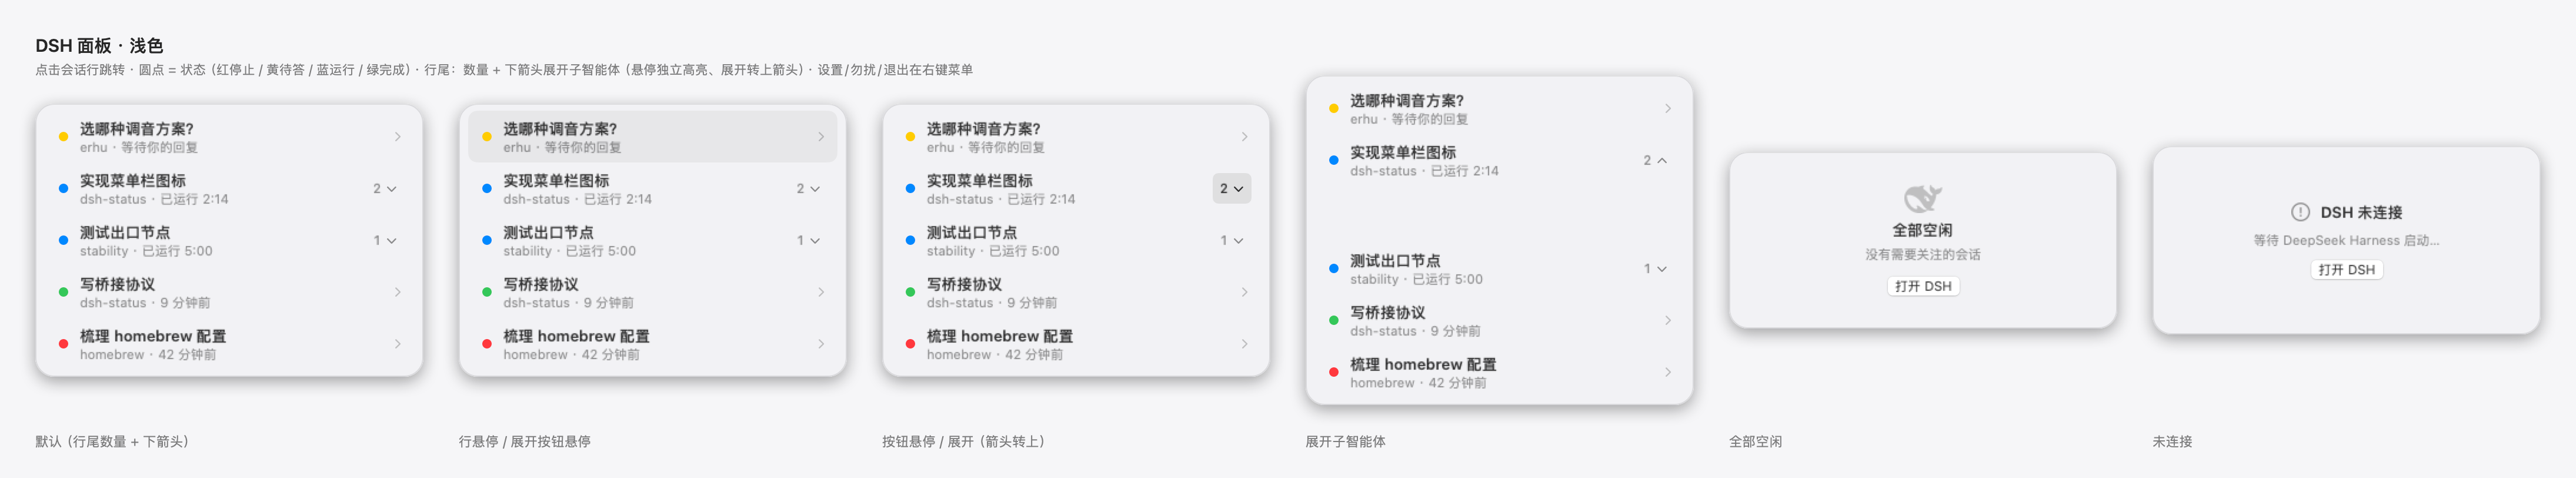 DSH 面板 · 浅色
点击会话行跳转 · 圆点 = 状态 (红停止 / 黄待答 / 蓝运行 / 绿完成) · 行尾: 数量 + 下箭头展开子智能体 (悬停独立高亮、展开转上箭头) · 设置/勿扰/退出在右键菜单
选哪种调音方案?
erhu · 等待你的回复
实现菜单栏图标
2
dsh-status · 已运行 2:14
测试出口节点
1
stability · 已运行 5:00
写桥接协议
dsh-status · 9 分钟前
梳理 homebrew 配置
homebrew · 42 分钟前
默认 (行尾数量 + 下箭头)
选哪种调音方案?
erhu · 等待你的回复
实现菜单栏图标
2
dsh-status · 已运行 2:14
测试出口节点
1
stability · 已运行 5:00
写桥接协议
dsh-status · 9 分钟前
梳理 homebrew 配置
homebrew · 42 分钟前
行悬停 / 展开按钮悬停
选哪种调音方案?
erhu · 等待你的回复
实现菜单栏图标
2
dsh-status · 已运行 2:14
测试出口节点
1
stability · 已运行 5:00
写桥接协议
dsh-status · 9 分钟前
梳理 homebrew 配置
homebrew · 42 分钟前
按钮悬停 / 展开 (箭头转上)
选哪种调音方案?
erhu · 等待你的回复
实现菜单栏图标
2
dsh-status · 已运行 2:14
测试出口节点
1
stability · 已运行 5:00
写桥接协议
dsh-status · 9 分钟前
梳理 homebrew 配置
homebrew · 42 分钟前
展开子智能体
全部空闲
没有需要关注的会话
打开 DSH
全部空闲
DSH 未连接
等待 DeepSeek Harness 启动...
打开 DSH
未连接